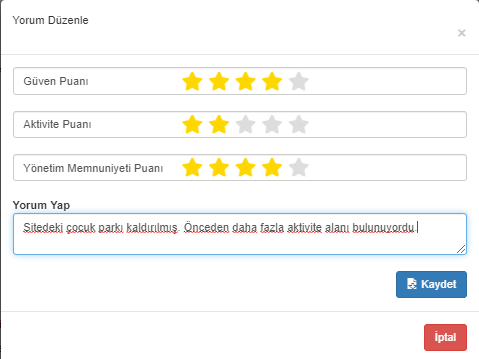 Yorum Düzenle
×
Güven Puanı
Aktivite Puanı
Yönetim Memnuniyeti Puanı
Yorum Yap
Sitedeki çocuk parkı kaldırılmış. Önceden daha fazla aktivite alanı bulunuyordu.
Kaydet
İptal